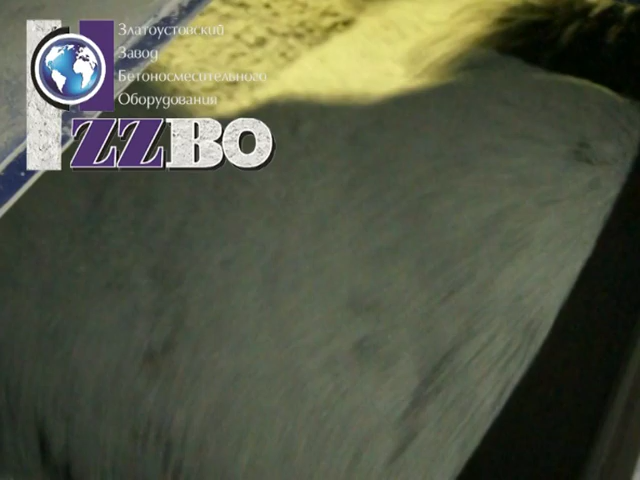 Златоустовский
Завод
Бетоносмесительного
Оборудования
ZZBO